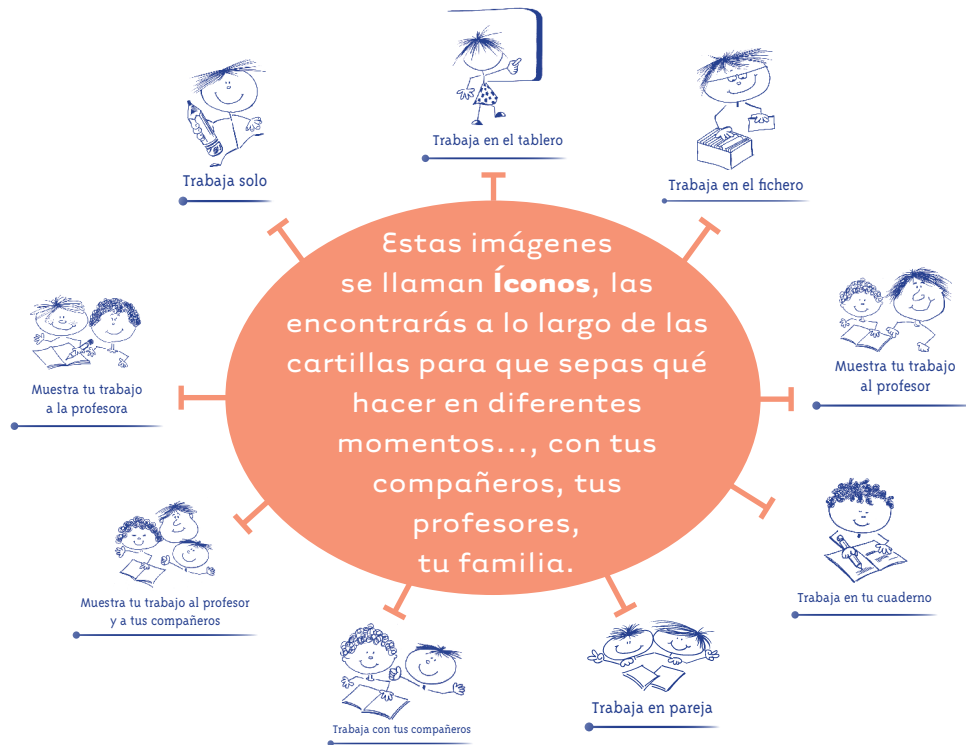 Trabaja en el tablero
Trabaja solo
Trabaja en el fichero
Estas imágenes
se llaman Íconos, las
encontrarás a lo largo de las
cartillas para que sepas qué
hacer en diferentes
momentos..., con tus
compañeros, tus
profesores,
tu familia.
Muestra tu trabajo
a la profesora
Muestra tu trabajo
al profesor
Muestra tu trabajo al profesor
y a tus compañeros
Trabaja en tu cuaderno
Trabaja con tus compañeros
Trabaja en pareja